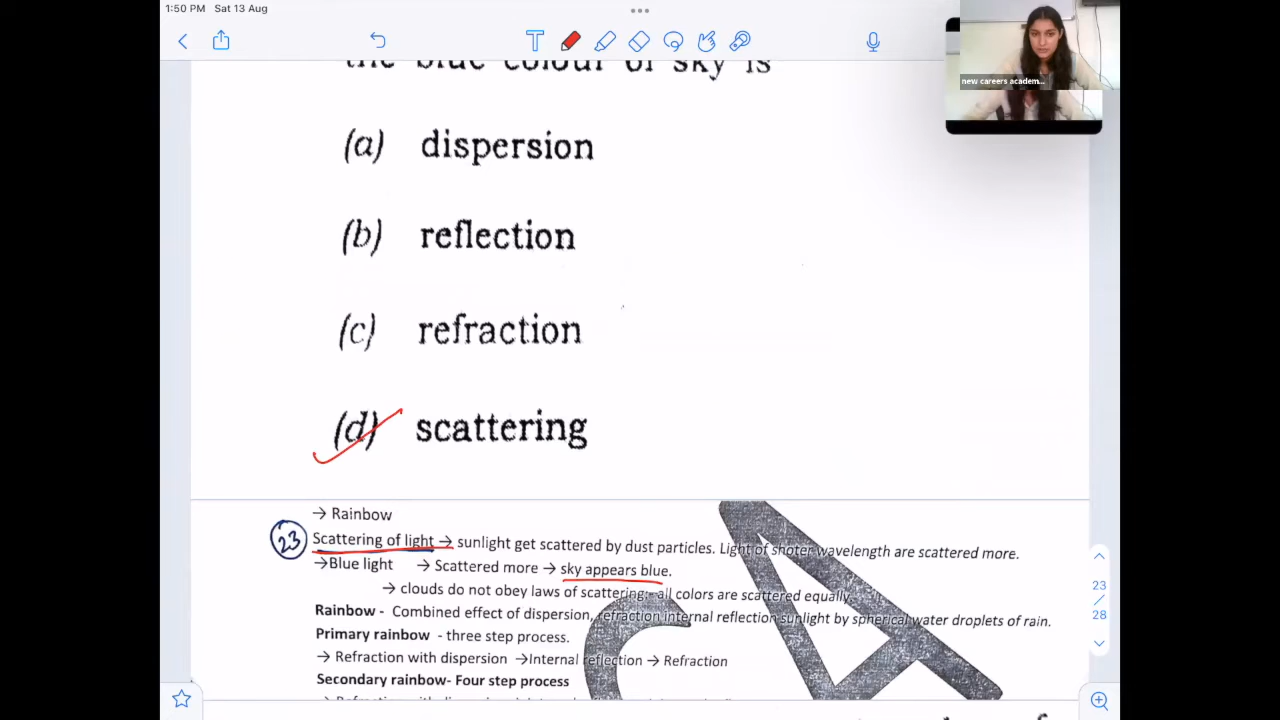 1:50 PM Sat 13 Aug
new careers academ...
the blue colour of sky is
(a) dispersion
(b) reflection
(c) refraction
(d) scattering
→ Rainbow
23 Scattering of light → sunlight get scattered by dust particles. Light of shoter wavelength are scattered more.
→Blue light → Scattered more → sky appears blue.
→ clouds do not obey laws of scattering:- all colors are scattered equally.
Rainbow - Combined effect of dispersion, refraction internal reflection sunlight by spherical water droplets of rain.
Primary rainbow - three step process.
→ Refraction with dispersion →Internal reflection → Refraction
Secondary rainbow- Four step process
23
/
28